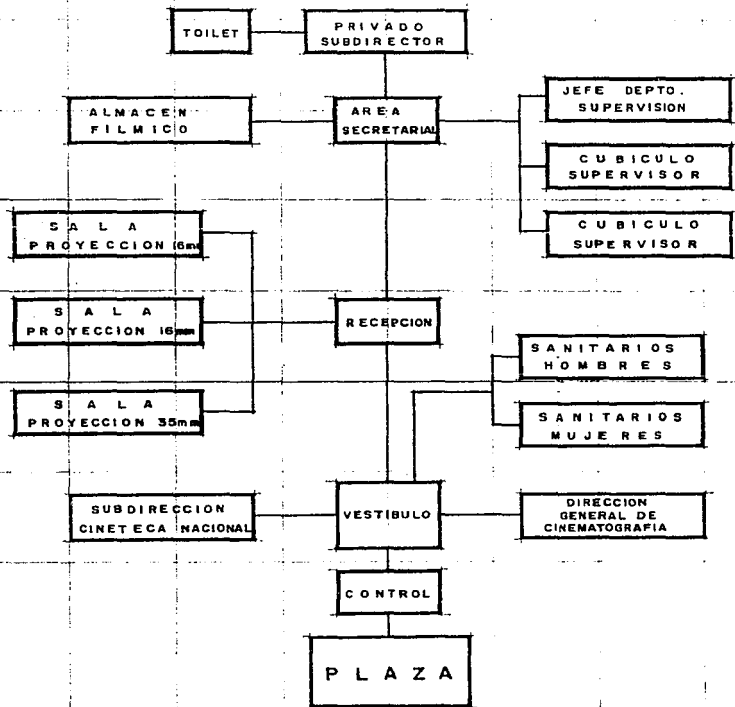 TOILET
PRIVADO
SUBDIRECTOR
ALMACEN
FILMICO
AREA
SECRETARIAL
JEFE DEPTO.
SUPERVISION
CUBICULO
SUPERVISOR
CUBICULO
SUPERVISOR
SALA
PROYECCION 16mm
SALA
PROYECCION 16mm
RECEPCION
SALA
PROYECCION 35mm
SANITARIOS
HOMBRES
SANITARIOS
MUJERES
SUBDIRECCION
CINETECA NACIONAL
VESTÍBULO
DIRECCION
GENERAL DE
CINEMATOGRAFIA
CONTROL
PLAZA